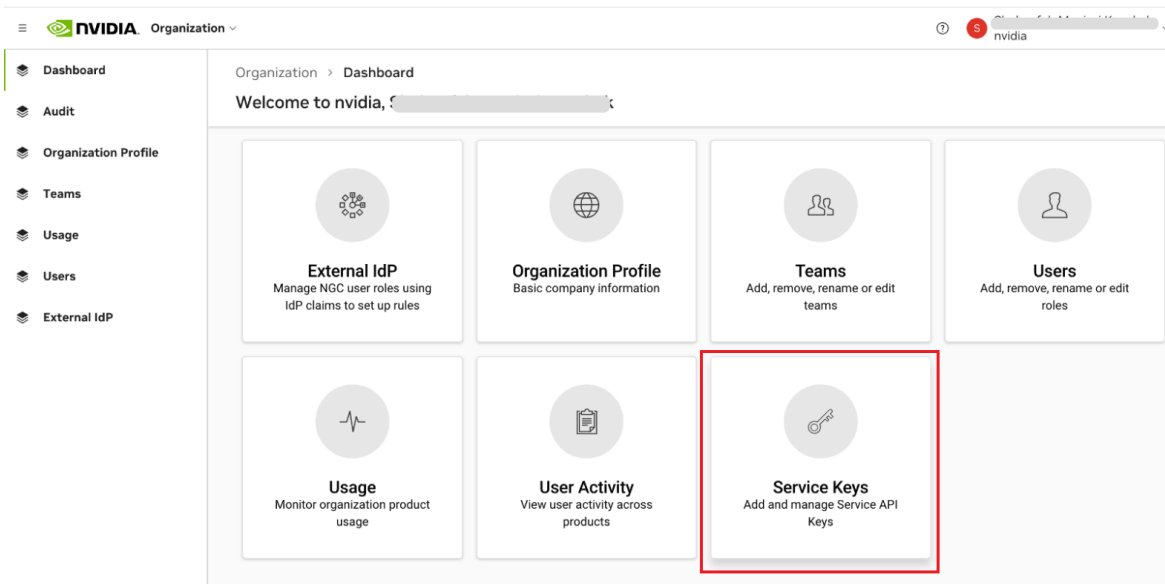 NVIDIA. Organization
S
nvidia
Dashboard
Audit
Organization Profile
Teams
Usage
Users
External IdP
Organization > Dashboard
Welcome to nvidia,
External IdP
Manage NGC user roles using
IdP claims to set up rules
Organization Profile
Basic company information
Teams
Add, remove, rename or edit
teams
Users
Add, remove, rename or edit
roles
Usage
Monitor organization product
usage
User Activity
View user activity across
products
Service Keys
Add and manage Service API
Keys